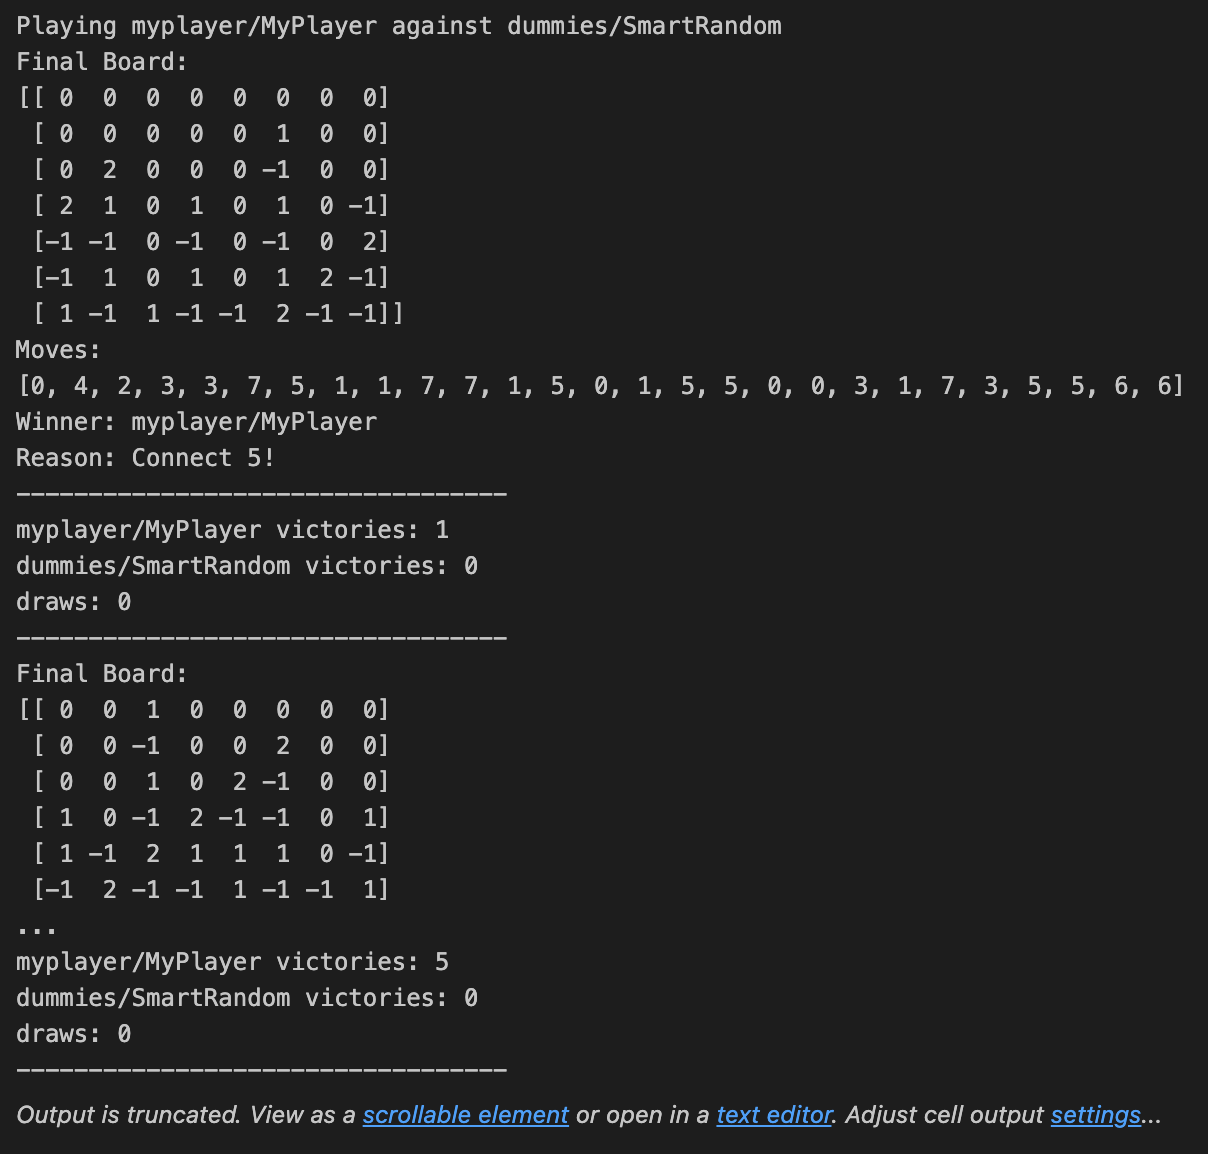 Playing myplayer/MyPlayer against dummies/SmartRandom
Final Board:
[[ 0  0  0  0  0  0  0  0]
 [ 0  0  0  0  0  1  0  0]
 [ 0  2  0  0  0 -1  0  0]
 [ 2  1  0  1  0  1  0 -1]
 [-1 -1  0 -1  0 -1  0  2]
 [-1  1  0  1  0  1  2 -1]
 [ 1 -1  1 -1 -1  2 -1 -1]]
Moves:
[0, 4, 2, 3, 3, 7, 5, 1, 1, 7, 7, 1, 5, 0, 1, 5, 5, 0, 0, 3, 1, 7, 3, 5, 5, 6, 6]
Winner: myplayer/MyPlayer
Reason: Connect 5!
----------------------------------
myplayer/MyPlayer victories: 1
dummies/SmartRandom victories: 0
draws: 0
----------------------------------
Final Board:
[[ 0  0  1  0  0  0  0  0]
 [ 0  0 -1  0  0  2  0  0]
 [ 0  0  1  0  2 -1  0  0]
 [ 1  0 -1  2 -1 -1  0  1]
 [ 1 -1  2  1  1  1  0 -1]
 [-1  2 -1 -1  1 -1 -1  1]
...
myplayer/MyPlayer victories: 5
dummies/SmartRandom victories: 0
draws: 0
----------------------------------
Output is truncated. View as a scrollable element or open in a text editor. Adjust cell output settings...